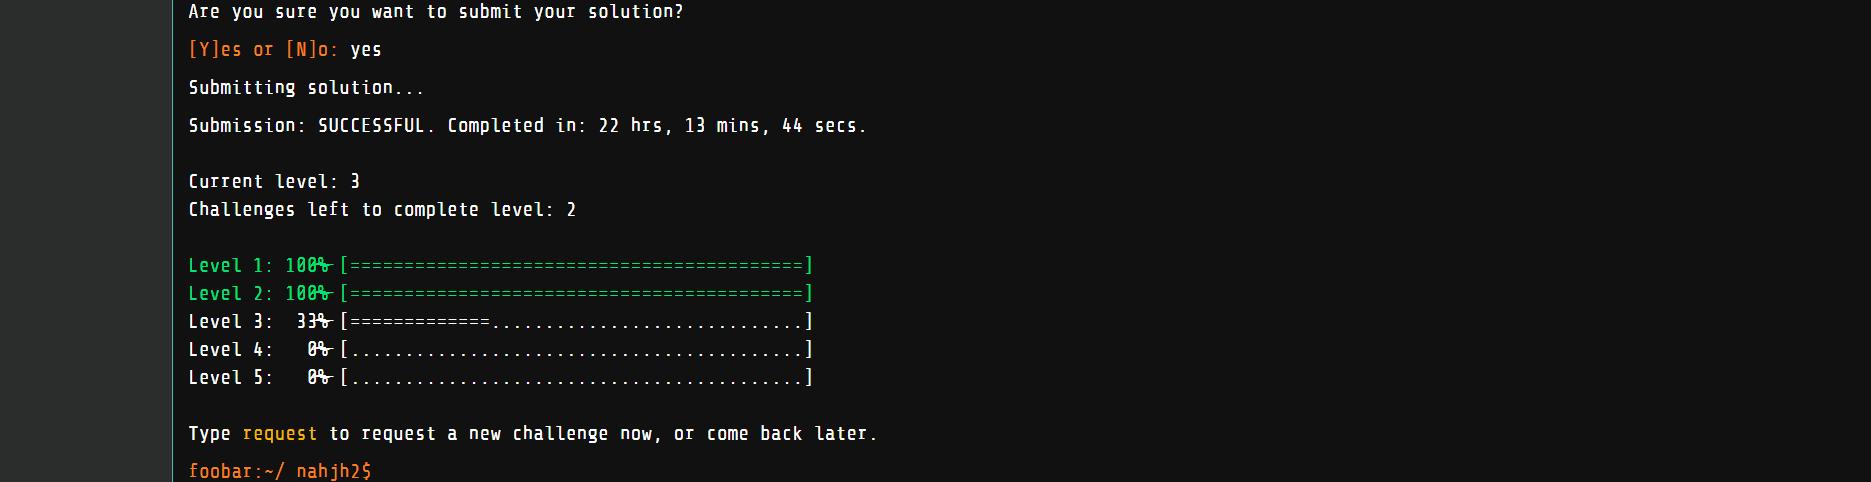 Are you sure you want to submit your solution?
[Y]es or [N]o: yes
Submitting solution...
Submission: SUCCESSFUL. Completed in: 22 hrs, 13 mins, 44 secs.
Current level: 3
Challenges left to complete level: 2
Level 1: 100% [==========================================]
Level 2: 100% [==========================================]
Level 3:  33% [=============.............................]
Level 4:   0% [..........................................]
Level 5:   0% [..........................................]
Type request to request a new challenge now, or come back later.
foobar:~/ nahjh2$